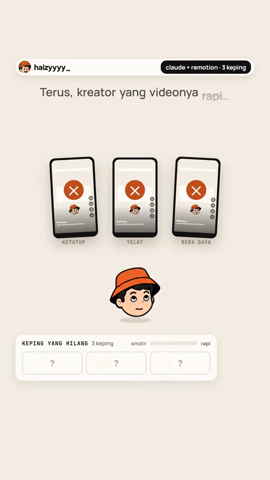 haizyyyy_
claude + remotion · 3 keping
Terus, kreator yang videonya rapi...
KETUTUP
TELAT
BEDA GAYA
KEPING YANG HILANG 3 keping
amatir
rapi
? ? ?